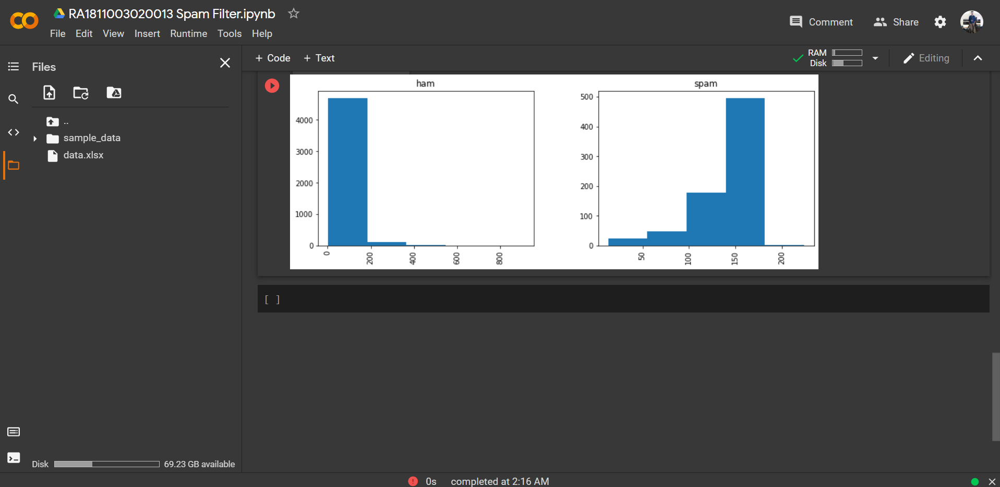 RA1811003020013 Spam Filter.ipynb
File Edit View Insert Runtime Tools Help
Comment
Share
Files
..
sample_data
data.xlsx
Disk 69.23 GB available
+ Code + Text
RAM
Disk
Editing
ham
4000
3000
2000
1000
0
0 200 400 600 800
spam
500
400
300
200
100
0
50 100 150 200
[ ]
0s completed at 2:16 AM